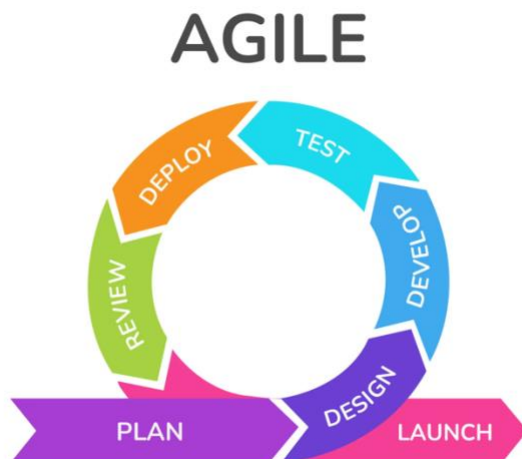 AGILE
PLAN
DESIGN
DEVELOP
TEST
DEPLOY
REVIEW
LAUNCH